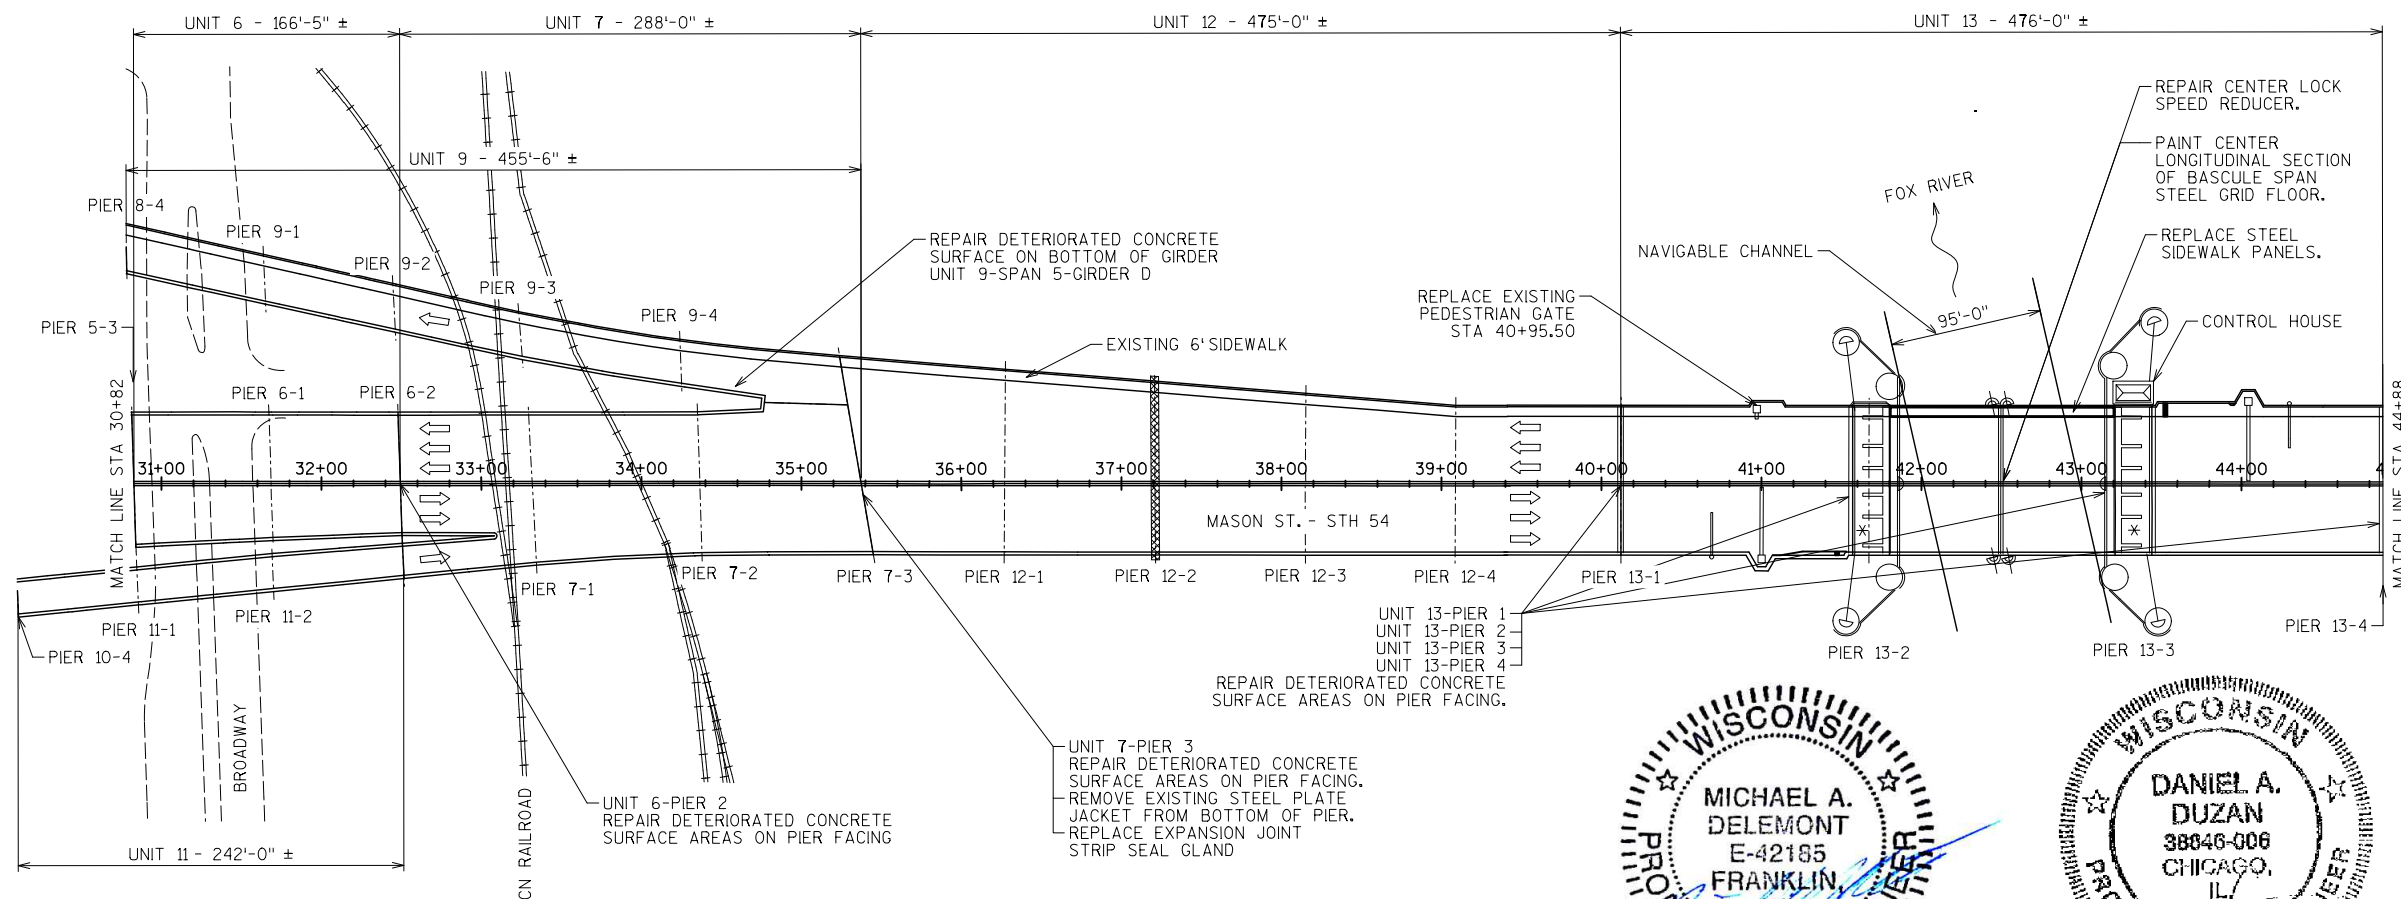 UNIT 6 - 166'-5" ±
UNIT 7 - 288'-0" ±
UNIT 12 - 475'-0" ±
UNIT 13 - 476'-0" ±
REPAIR CENTER LOCK
SPEED REDUCER.
PAINT CENTER
LONGITUDINAL SECTION
OF BASCULE SPAN
STEEL GRID FLOOR.
UNIT 9 - 455'-6" ±
FOX RIVER
PIER 8-4
PIER 9-1
REPAIR DETERIORATED CONCRETE
SURFACE ON BOTTOM OF GIRDER
UNIT 9-SPAN 5-GIRDER D
NAVIGABLE CHANNEL
REPLACE STEEL
SIDEWALK PANELS.
PIER 9-2
PIER 9-3
PIER 9-4
REPLACE EXISTING
PEDESTRIAN GATE
STA 40+95.50
95'-0"
CONTROL HOUSE
PIER 5-3
EXISTING 6' SIDEWALK
MATCH LINE STA 30+82
PIER 6-1
PIER 6-2
MATCH LINE STA 44+88
31+00
32+00
33+00
34+00
35+00
36+00
37+00
38+00
39+00
40+00
41+00
42+00
43+00
44+00
MASON ST. - STH 54
PIER 7-1
PIER 7-2
PIER 7-3
PIER 12-1
PIER 12-2
PIER 12-3
PIER 12-4
PIER 13-1
PIER 11-1
PIER 11-2
PIER 10-4
UNIT 13-PIER 1
UNIT 13-PIER 2
UNIT 13-PIER 3
UNIT 13-PIER 4
REPAIR DETERIORATED CONCRETE
SURFACE AREAS ON PIER FACING.
PIER 13-2
PIER 13-3
PIER 13-4
BROADWAY
CN RAILROAD
UNIT 6-PIER 2
REPAIR DETERIORATED CONCRETE
SURFACE AREAS ON PIER FACING
UNIT 7-PIER 3
REPAIR DETERIORATED CONCRETE
SURFACE AREAS ON PIER FACING.
REMOVE EXISTING STEEL PLATE
JACKET FROM BOTTOM OF PIER.
REPLACE EXPANSION JOINT
STRIP SEAL GLAND
UNIT 11 - 242'-0" ±
WISCONSIN
MICHAEL A.
DELEMONT
E-42185
FRANKLIN,
WISCONSIN
DANIEL A.
DUZAN
38846-006
CHICAGO,
IL.